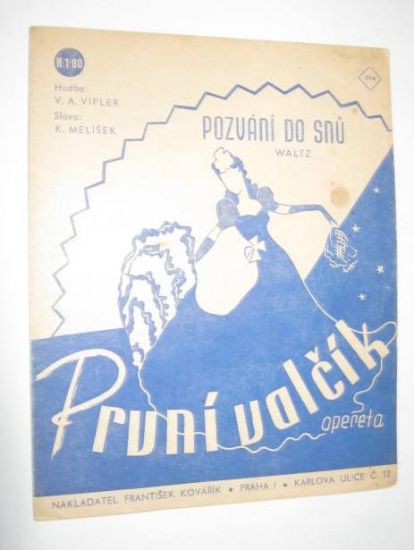 K 1·80
Hudba:
V. A. VIPLER
Slova:
K. MELÍŠEK
POZVÁNÍ DO SNŮ
WALTZ
První valčík
opereta
NAKLADATEL FRANTIŠEK KOVÁŘÍK • PRAHA I • KARLOVA ULICE Č. 12